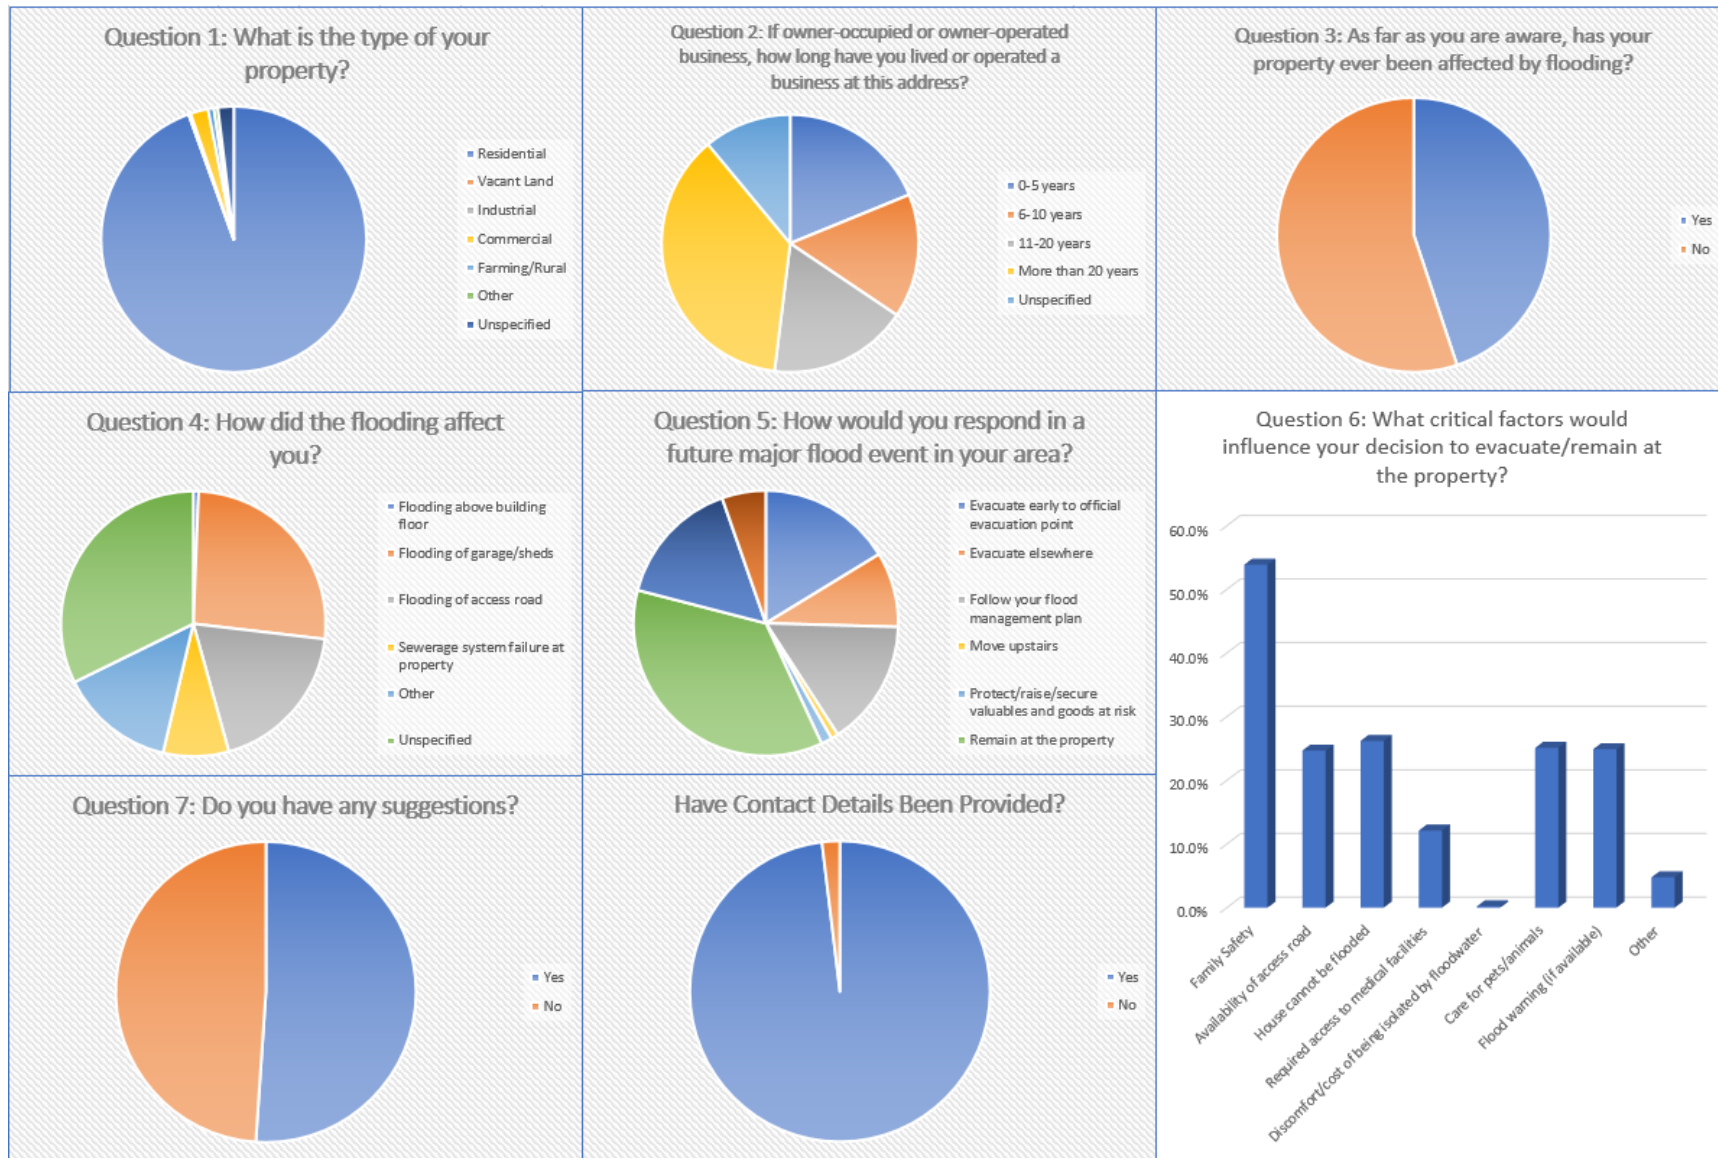 Question 1: What is the type of your
property?
Residential
Vacant Land
Industrial
Commercial
Farming/Rural
Other
Unspecified
Question 2: If owner-occupied or owner-operated
business, how long have you lived or operated a
business at this address?
0-5 years
6-10 years
11-20 years
More than 20 years
Unspecified
Question 3: As far as you are aware, has your
property ever been affected by flooding?
Yes
No
Question 4: How did the flooding affect
you?
Flooding above building
floor
Flooding of garage/sheds
Flooding of access road
Sewerage system failure at
property
Other
Unspecified
Question 5: How would you respond in a
future major flood event in your area?
Evacuate early to official
evacuation point
Evacuate elsewhere
Follow your flood
management plan
Move upstairs
Protect/raise/secure
valuables and goods at risk
Remain at the property
Question 6: What critical factors would
influence your decision to evacuate/remain at
the property?
60.0%
50.0%
40.0%
30.0%
20.0%
10.0%
0.0%
Family Safety
Availability of access road
House cannot be flooded
Required access to medical facilities
Discomfort/cost of being isolated by floodwater
Care for pets/animals
Flood warning (if available)
Other
Question 7: Do you have any suggestions?
Yes
No
Have Contact Details Been Provided?
Yes
No